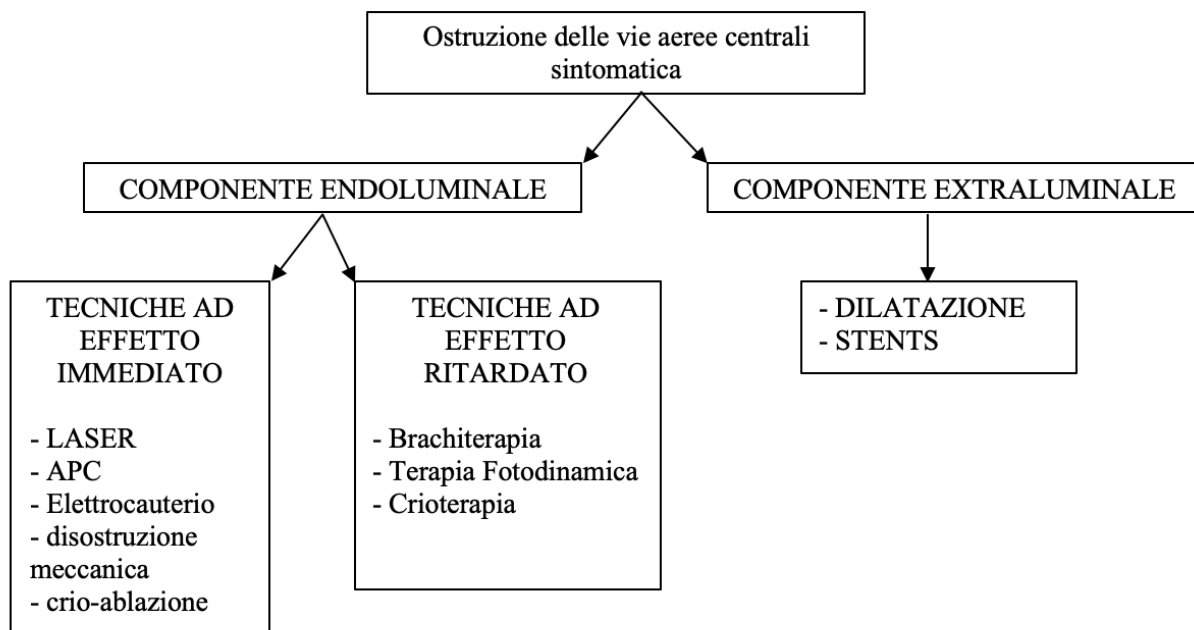 Ostruzione delle vie aeree centrali
sintomatica
COMPONENTE ENDOLUMINALE
COMPONENTE EXTRALUMINALE
TECNICHE AD
EFFETTO
IMMEDIATO
- LASER
- APC
- Elettrocauterio
- disostruzione
meccanica
- crio-ablazione
TECNICHE AD
EFFETTO
RITARDATO
- Brachiterapia
- Terapia Fotodinamica
- Crioterapia
- DILATAZIONE
- STENTS